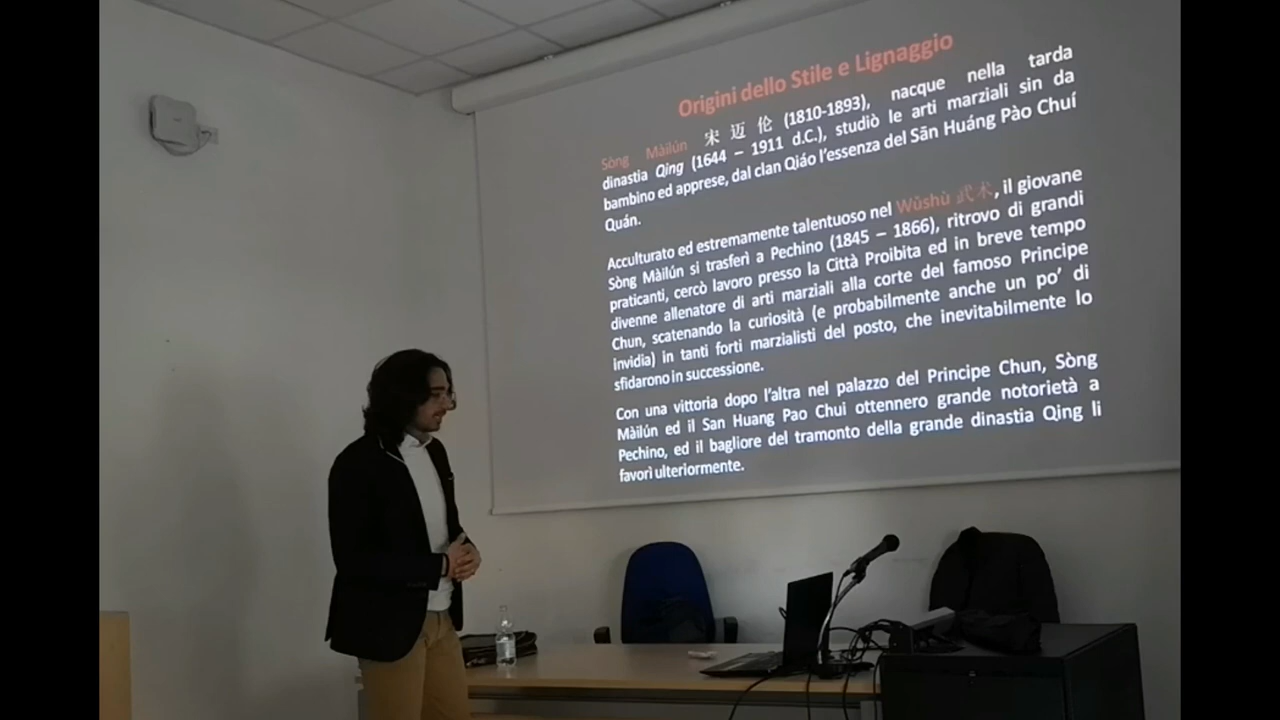 Origini dello Stile e Lignaggio
Sòng Màilún 宋 迈 伦 (1810-1893), nacque nella tarda
dinastia Qing (1644 – 1911 d.C.), studiò le arti marziali sin da
bambino ed apprese, dal clan Qiáo l'essenza del Sān Huáng Pào Chuí
Quán.
Acculturato ed estremamente talentuoso nel Wǔshù 武术, il giovane
Sòng Màilún si trasferì a Pechino (1845 – 1866), ritrovo di grandi
praticanti, cercò lavoro presso la Città Proibita ed in breve tempo
divenne allenatore di arti marziali alla corte del famoso Principe
Chun, scatenando la curiosità (e probabilmente anche un po' di
invidia) in tanti forti marzialisti del posto, che inevitabilmente lo
sfidarono in successione.
Con una vittoria dopo l'altra nel palazzo del Principe Chun, Sòng
Màilún ed il San Huang Pao Chui ottennero grande notorietà a
Pechino, ed il bagliore del tramonto della grande dinastia Qing li
favorì ulteriormente.